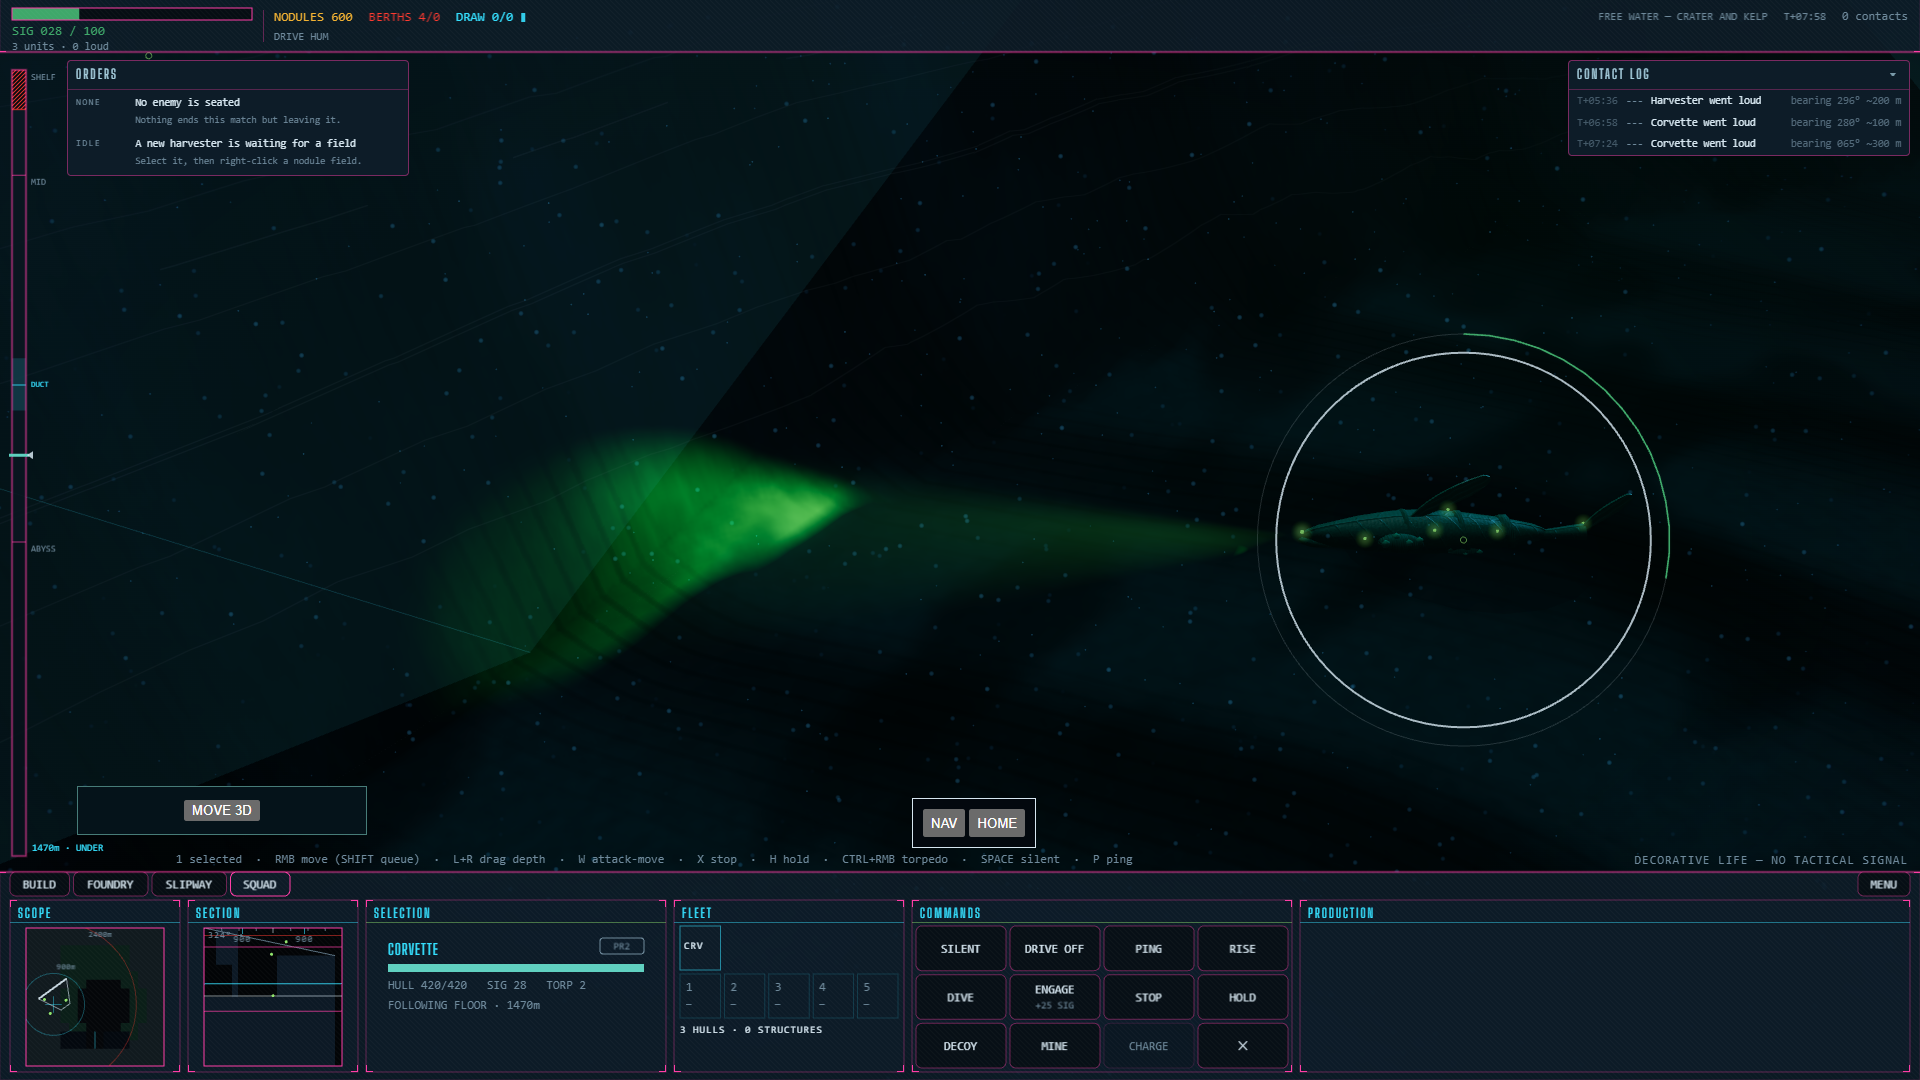 SIG 028 / 100
3 units · 0 loud
NODULES 600 BERTHS 4/0 DRAW 0/0
DRIVE HUM
FREE WATER — CRATER AND KELP T+07:58 0 contacts
SHELF
MID
DUCT
ABYSS
1470m · UNDER
ORDERS
NONE No enemy is seated
Nothing ends this match but leaving it.
IDLE A new harvester is waiting for a field
Select it, then right-click a nodule field.
CONTACT LOG
T+05:36 --- Harvester went loud bearing 296° ~200 m
T+06:58 --- Corvette went loud bearing 280° ~100 m
T+07:24 --- Corvette went loud bearing 065° ~300 m
MOVE 3D
NAV HOME
1 selected · RMB move (SHIFT queue) · L+R drag depth · W attack-move · X stop · H hold · CTRL+RMB torpedo · SPACE silent · P ping
DECORATIVE LIFE — NO TACTICAL SIGNAL
BUILD FOUNDRY SLIPWAY SQUAD
MENU
SCOPE
2400m
900m
SECTION
324°
900 900
SELECTION
CORVETTE PR2
HULL 420/420 SIG 28 TORP 2
FOLLOWING FLOOR · 1470m
FLEET
CRV
1 2 3 4 5
– – – – –
3 HULLS · 0 STRUCTURES
COMMANDS
SILENT DRIVE OFF PING RISE
DIVE ENGAGE STOP HOLD
+25 SIG
DECOY MINE CHARGE ✕
PRODUCTION